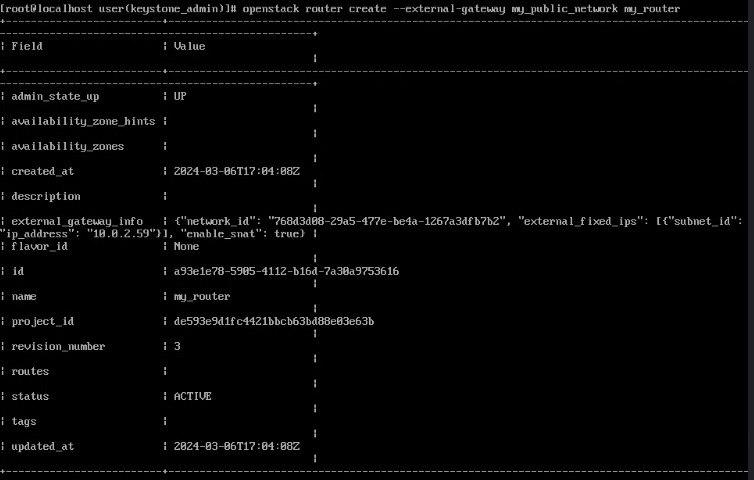 [root@localhost user(keystone_admin)]# openstack router create --external-gateway my_public_network my_router
| Field | Value |
| admin_state_up | UP |
| availability_zone_hints | |
| availability_zones | |
| created_at | 2024-03-06T17:04:08Z |
| description | |
| external_gateway_info | {"network_id": "768d3d08-29a5-477e-be4a-1267a3dfb7b2", "external_fixed_ips": [{"subnet_id":
"ip_address": "10.0.2.59"}], "enable_snat": true} |
| flavor_id | None |
| id | a93e1e78-5905-4112-b16d-7a30a9753616 |
| name | my_router |
| project_id | de593e9d1fc4421bbcb63bd88e03e63b |
| revision_number | 3 |
| routes | |
| status | ACTIVE |
| tags | |
| updated_at | 2024-03-06T17:04:08Z |